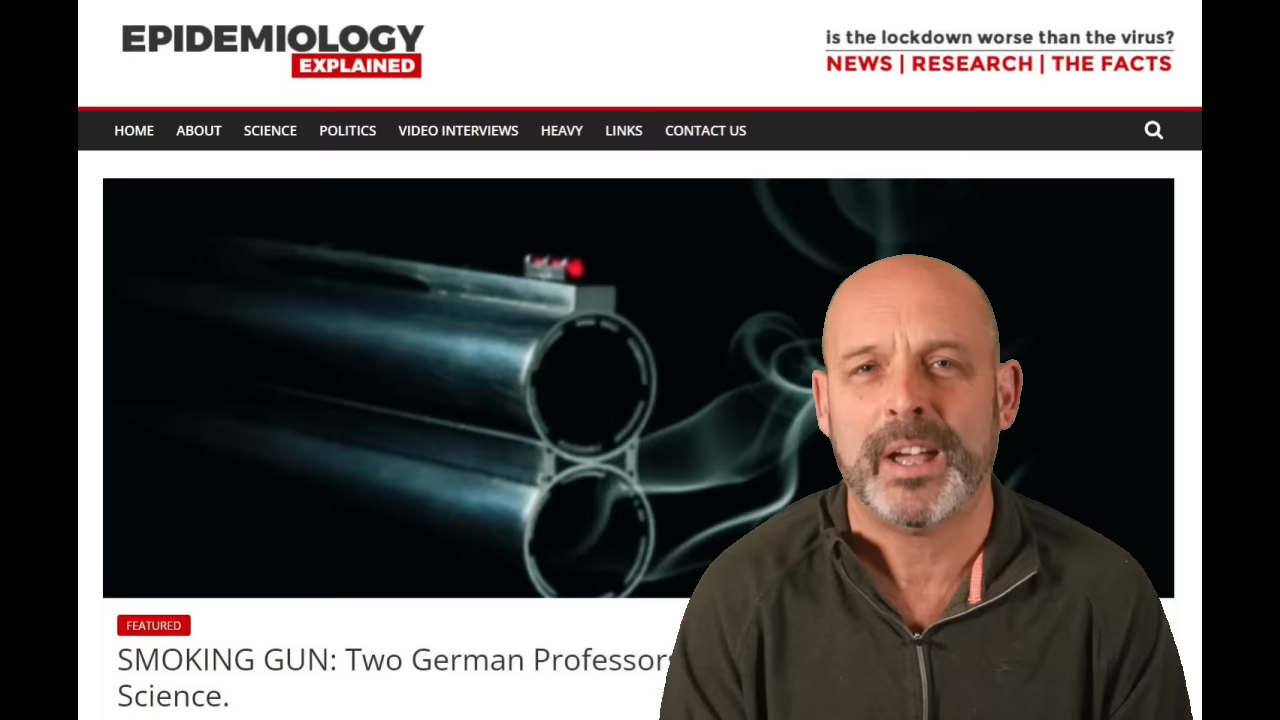 EPIDEMIOLOGY
EXPLAINED
is the lockdown worse than the virus?
NEWS | RESEARCH | THE FACTS
HOME ABOUT SCIENCE POLITICS VIDEO INTERVIEWS HEAVY LINKS CONTACT US
FEATURED
SMOKING GUN: Two German Professors
Science.